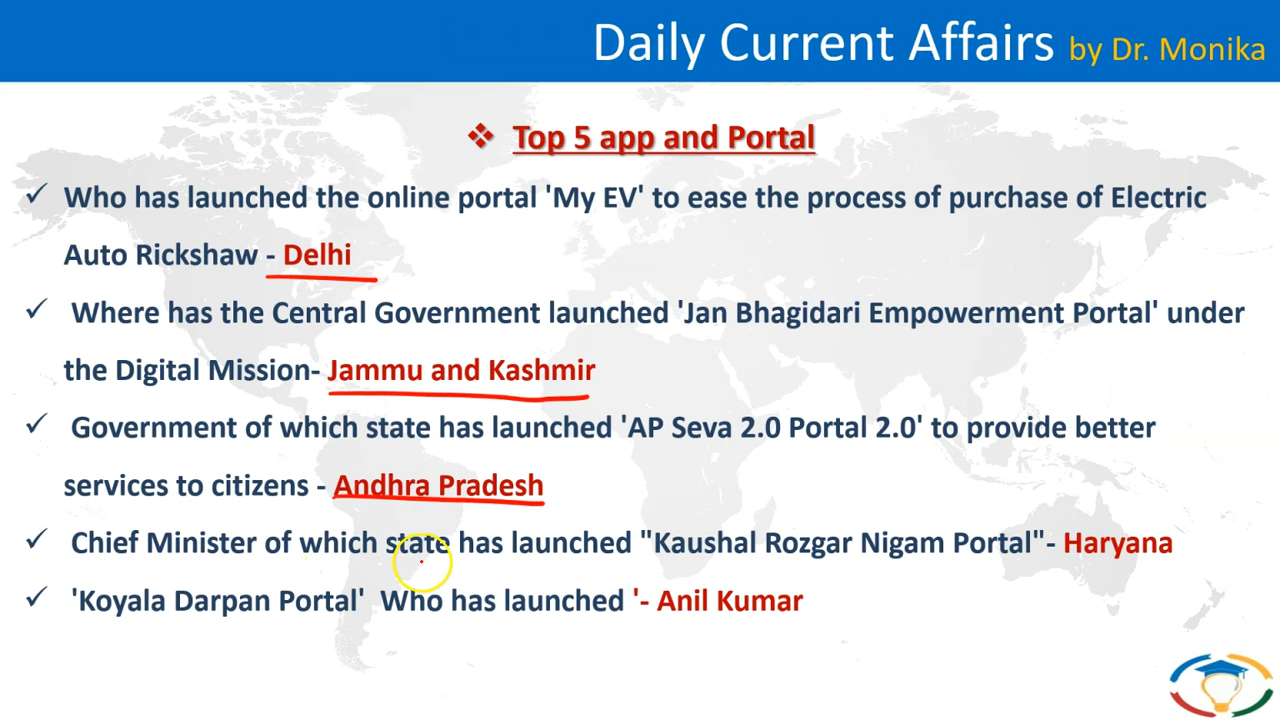 Daily Current Affairs by Dr. Monika
❖ Top 5 app and Portal
✓ Who has launched the online portal 'My EV' to ease the process of purchase of Electric
Auto Rickshaw - Delhi
✓ Where has the Central Government launched 'Jan Bhagidari Empowerment Portal' under
the Digital Mission- Jammu and Kashmir
✓ Government of which state has launched 'AP Seva 2.0 Portal 2.0' to provide better
services to citizens - Andhra Pradesh
✓ Chief Minister of which state has launched "Kaushal Rozgar Nigam Portal"- Haryana
✓ 'Koyala Darpan Portal' Who has launched '- Anil Kumar